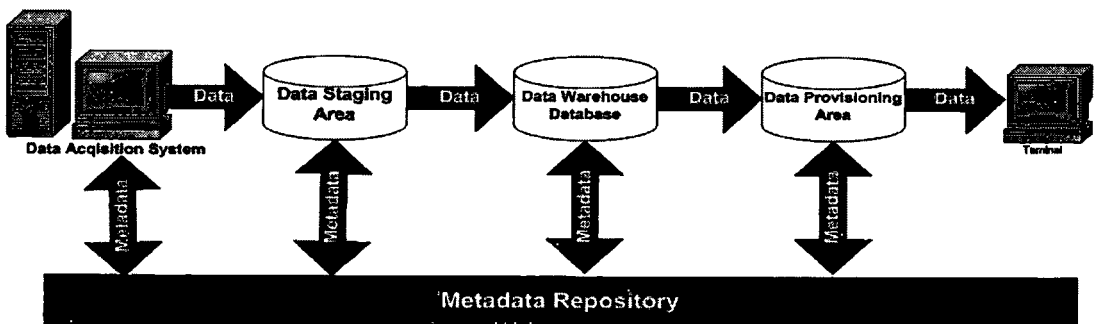 Data
Data Staging
Area
Data
Data Warehouse
Database
Data
Data Provisioning
Area
Data
Data Acqisition System
Taminal
Metadata
Metadata
Metadata
Metadata
Metadata Repository